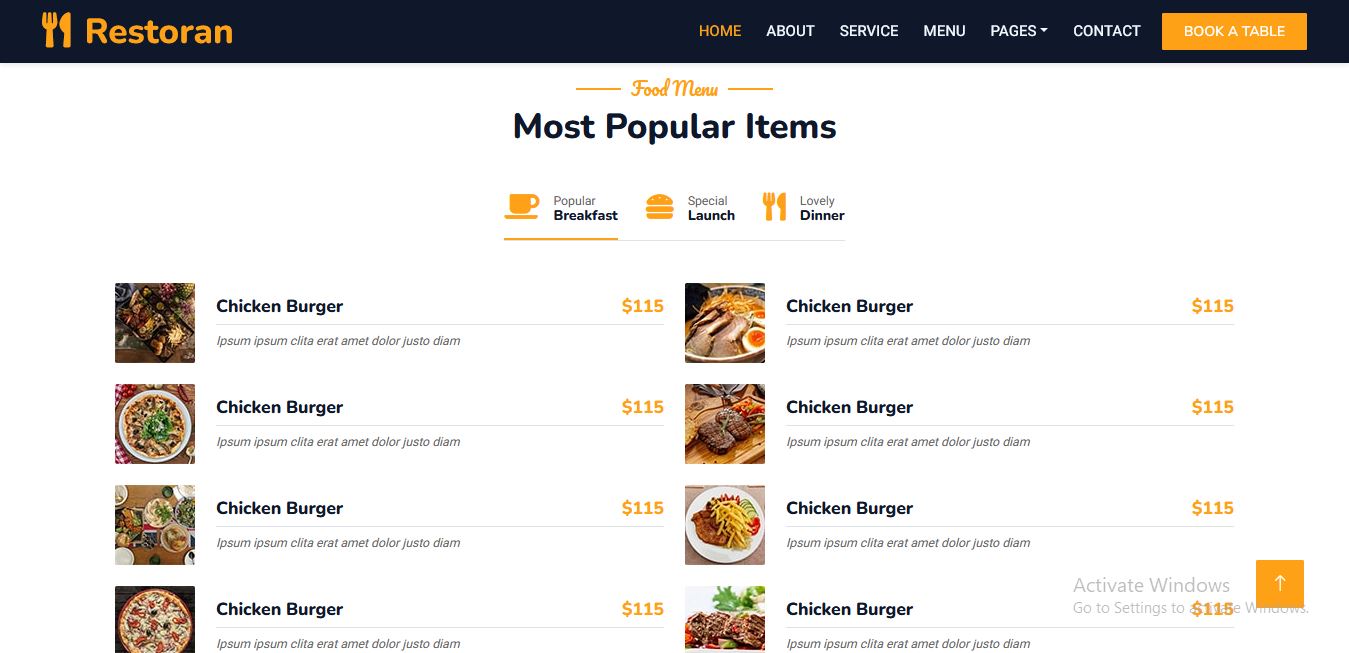 Restoran
HOME ABOUT SERVICE MENU PAGES CONTACT BOOK A TABLE
Food Menu
Most Popular Items
Popular
Breakfast
Special
Launch
Lovely
Dinner
Chicken Burger $115
Ipsum ipsum clita erat amet dolor justo diam
Chicken Burger $115
Ipsum ipsum clita erat amet dolor justo diam
Chicken Burger $115
Ipsum ipsum clita erat amet dolor justo diam
Chicken Burger $115
Ipsum ipsum clita erat amet dolor justo diam
Chicken Burger $115
Ipsum ipsum clita erat amet dolor justo diam
Chicken Burger $115
Ipsum ipsum clita erat amet dolor justo diam
Chicken Burger $115
Ipsum ipsum clita erat amet dolor justo diam
Chicken Burger $115
Ipsum ipsum clita erat amet dolor justo diam
Activate Windows
Go to Settings to activate Windows.